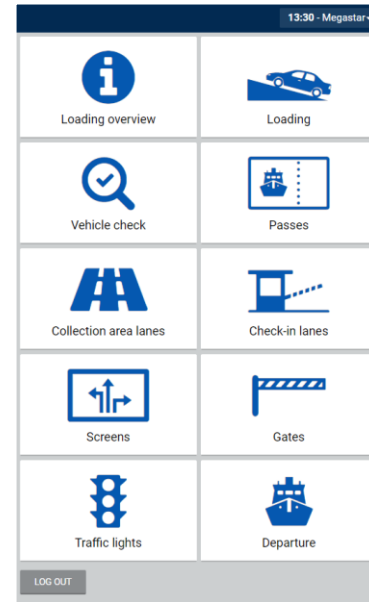 13:30 - Megastar
Loading overview
Loading
Vehicle check
Passes
Collection area lanes
Check-in lanes
Screens
Gates
Traffic lights
Departure
LOG OUT